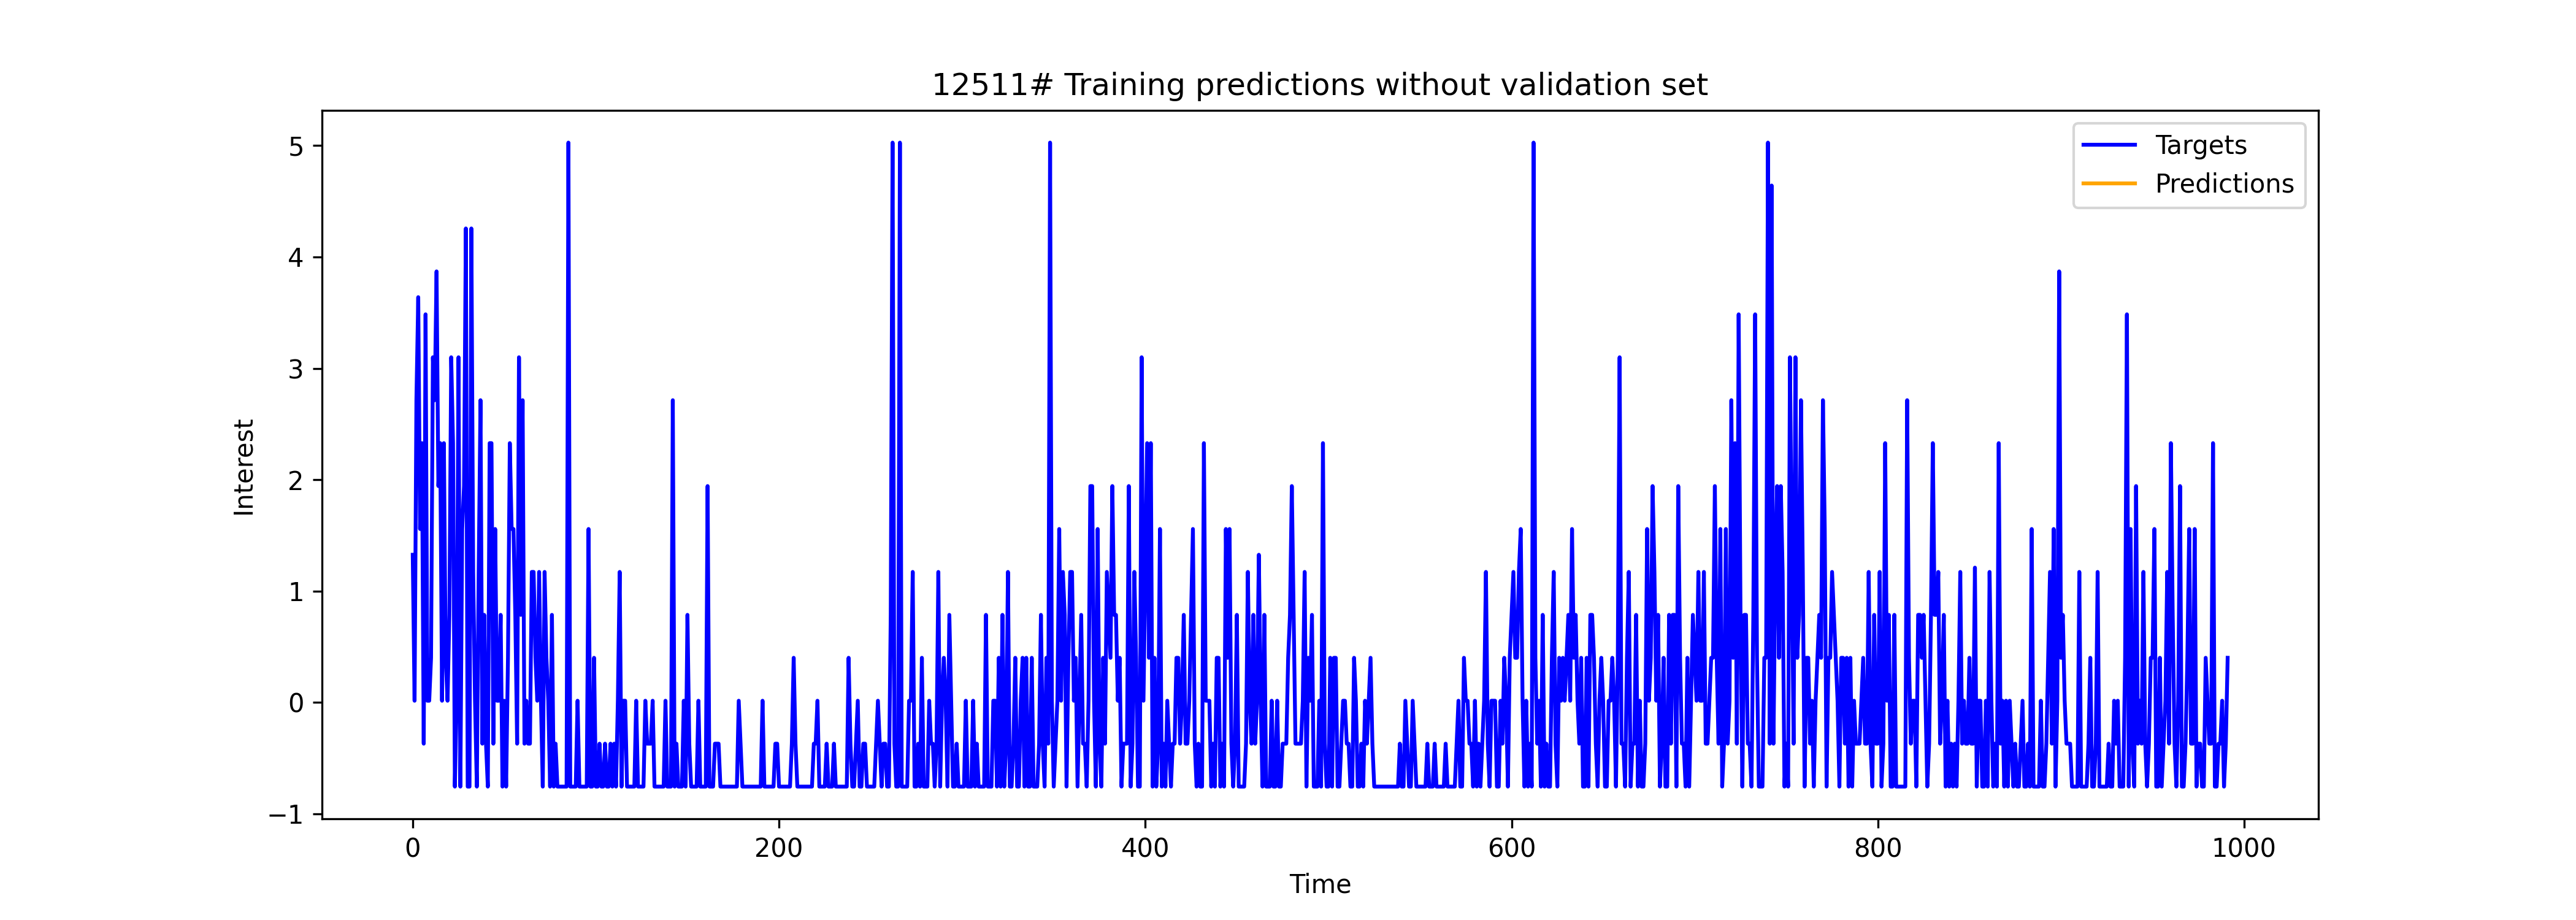 12511# Training predictions without validation set
Targets
Predictions
5
4
3
2
1
0
−1
Interest
0
200
400
600
800
1000
Time